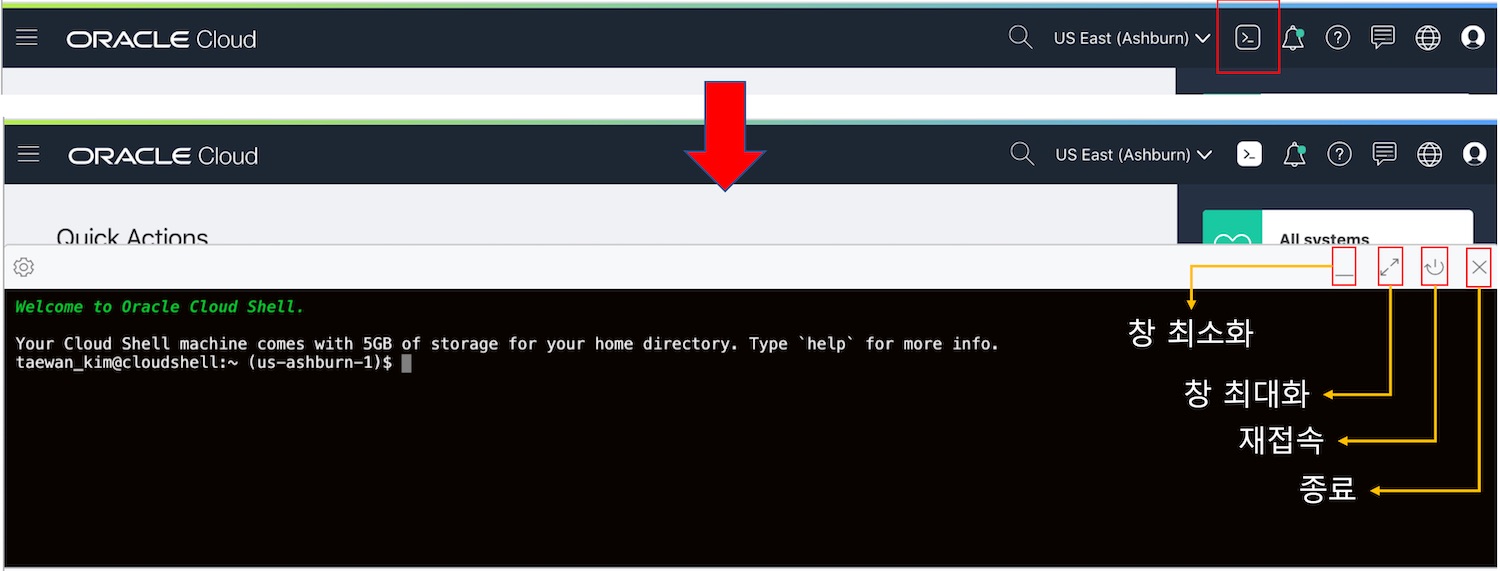 ORACLE Cloud
US East (Ashburn)
ORACLE Cloud
US East (Ashburn)
Quick Actions
All systems
Welcome to Oracle Cloud Shell.
Your Cloud Shell machine comes with 5GB of storage for your home directory. Type `help` for more info.
taewan_kim@cloudshell:~ (us-ashburn-1)$
창 최소화
창 최대화
재접속
종료